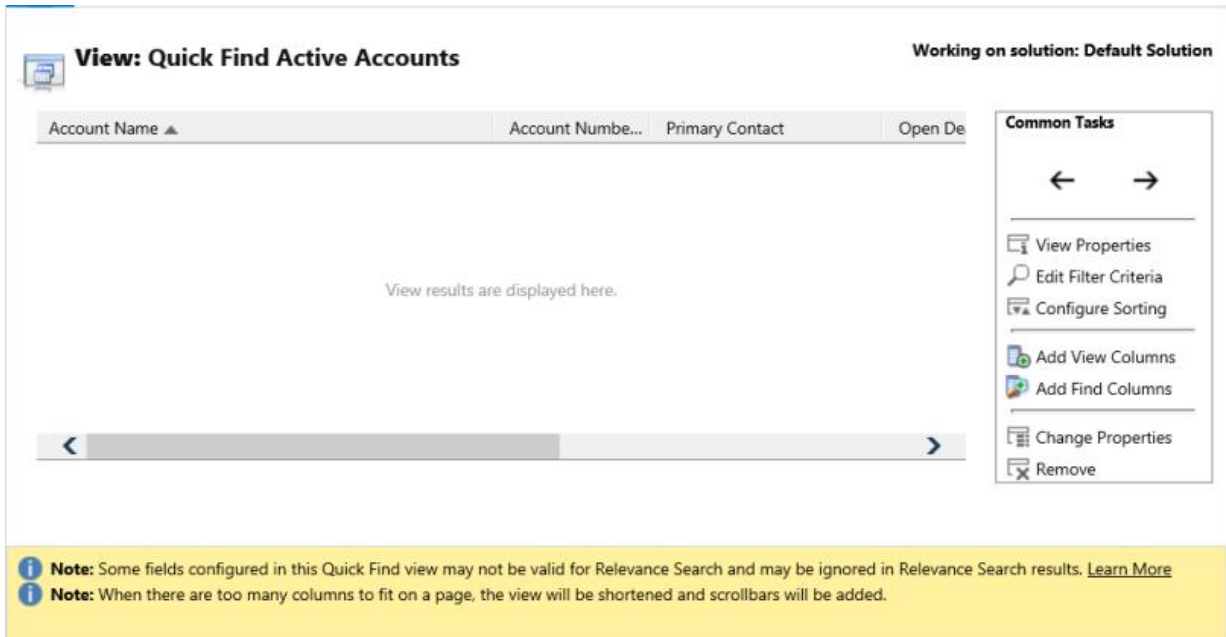 View: Quick Find Active Accounts
Working on solution: Default Solution
Account Name
Account Numbe...
Primary Contact
Open De
View results are displayed here.
Common Tasks
View Properties
Edit Filter Criteria
Configure Sorting
Add View Columns
Add Find Columns
Change Properties
Remove
Note: Some fields configured in this Quick Find view may not be valid for Relevance Search and may be ignored in Relevance Search results. Learn More
Note: When there are too many columns to fit on a page, the view will be shortened and scrollbars will be added.